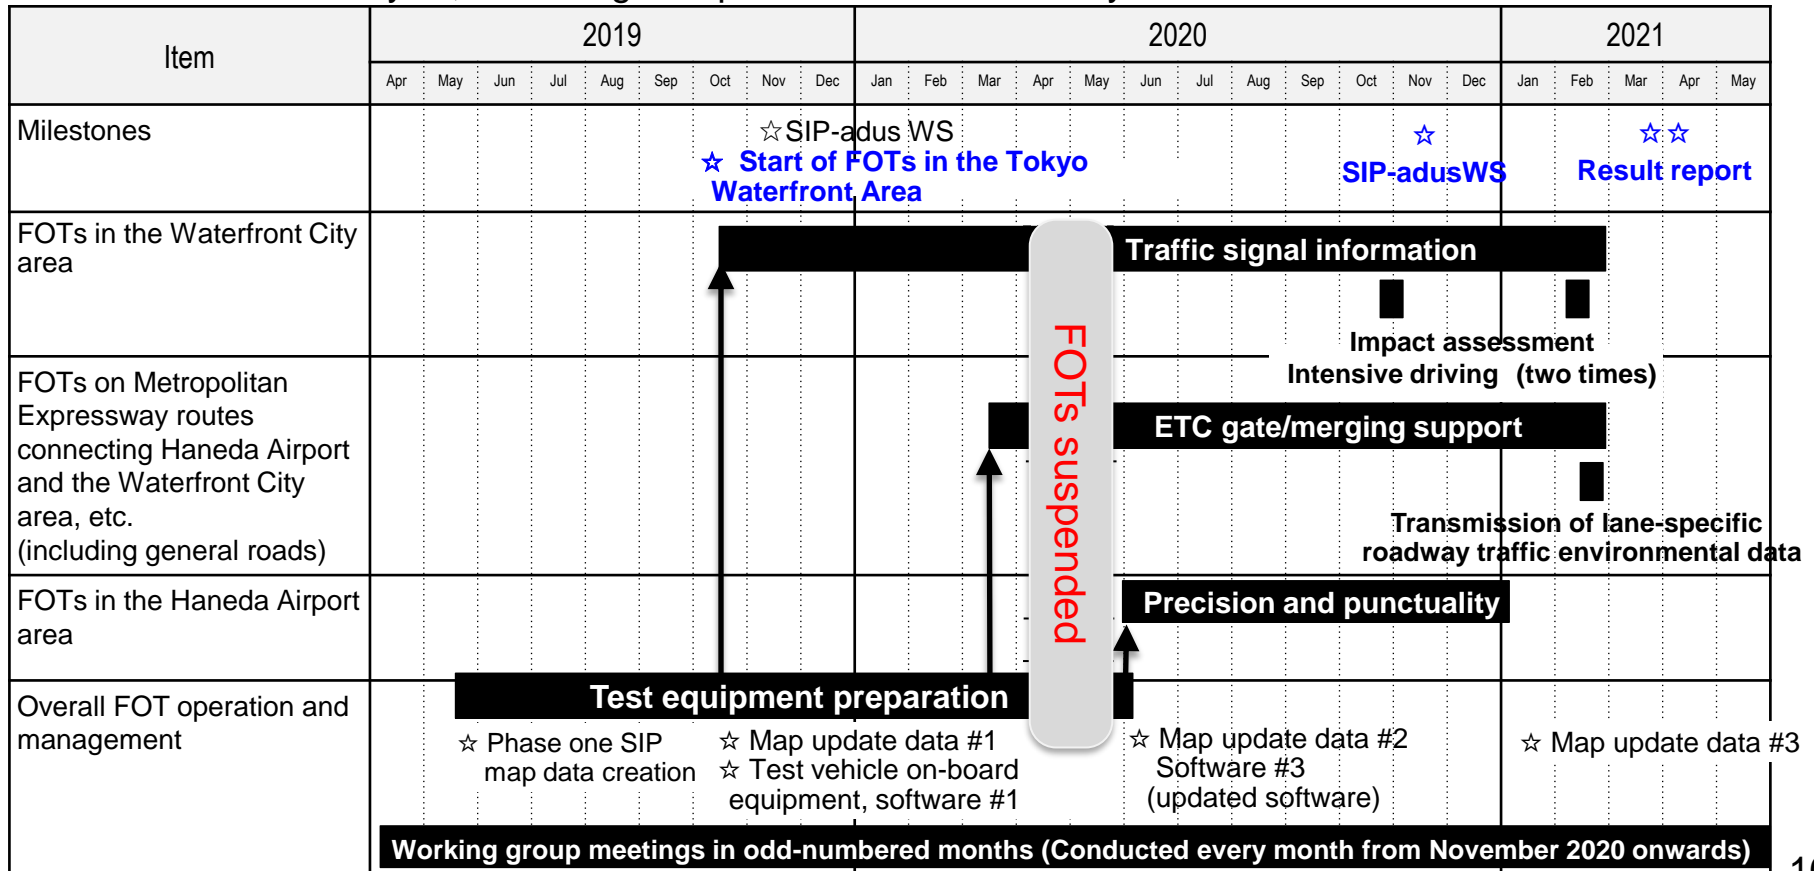 Item
2019
2020
2021
Apr May Jun Jul Aug Sep Oct Nov Dec Jan Feb Mar Apr May Jun Jul Aug Sep Oct Nov Dec Jan Feb Mar Apr May
Milestones
☆SIP-adus WS
☆ Start of FOTs in the Tokyo
Waterfront Area
☆
SIP-adusWS
☆☆
Result report
FOTs in the Waterfront City
area
Traffic signal information
Impact assessment
Intensive driving (two times)
FOTs suspended
FOTs on Metropolitan
Expressway routes
connecting Haneda Airport
and the Waterfront City
area, etc.
(including general roads)
ETC gate/merging support
Transmission of lane-specific
roadway traffic environmental data
FOTs in the Haneda Airport
area
Precision and punctuality
Overall FOT operation and
management
Test equipment preparation
☆ Phase one SIP
map data creation
☆ Map update data #1
☆ Test vehicle on-board
equipment, software #1
☆ Map update data #2
Software #3
(updated software)
☆ Map update data #3
Working group meetings in odd-numbered months (Conducted every month from November 2020 onwards)